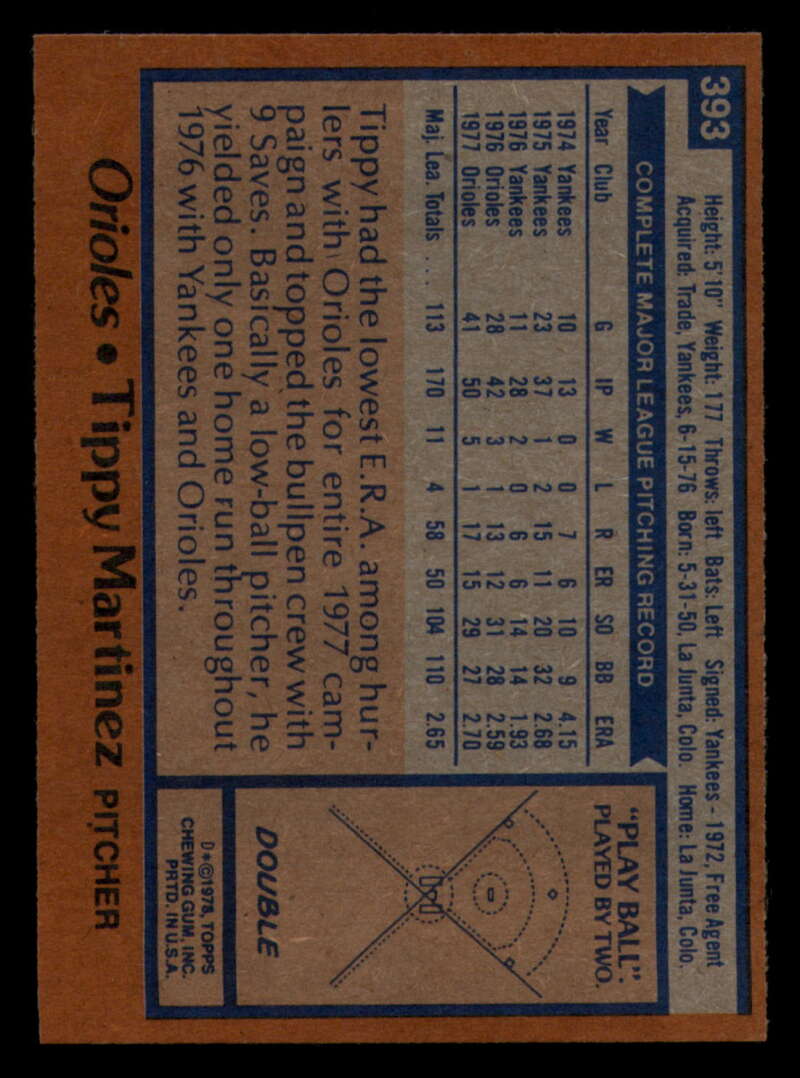 393
Height: 5'10" Weight: 177 Throws: left Bats: Left Signed: Yankees - 1972, Free Agent
Acquired: Trade, Yankees, 6-15-76 Born: 5-31-50, La Junta, Colo. Home: La Junta, Colo.
COMPLETE MAJOR LEAGUE PITCHING RECORD
Year Club G IP W L R ER SO BB ERA
1974 Yankees 10 13 0 0 7 6 10 9 4.15
1975 Yankees 23 37 1 2 15 11 20 32 2.68
1976 Yankees 11 28 2 0 6 6 14 14 1.93
1976 Orioles 28 42 3 1 13 12 31 28 2.59
1977 Orioles 41 50 5 1 17 15 29 27 2.70
Maj. Lea. Totals . . . 113 170 11 4 58 50 104 110 2.65
Tippy had the lowest E.R.A. among hur-
lers with Orioles for entire 1977 cam-
paign and topped the bullpen crew with
9 Saves. Basically a low-ball pitcher, he
yielded only one home run throughout
1976 with Yankees and Orioles.
"PLAY BALL":
PLAYED BY TWO.
DOUBLE
D*©1978, TOPPS
CHEWING GUM, INC.
PRTD. IN U.S.A.
Orioles • Tippy Martinez PITCHER